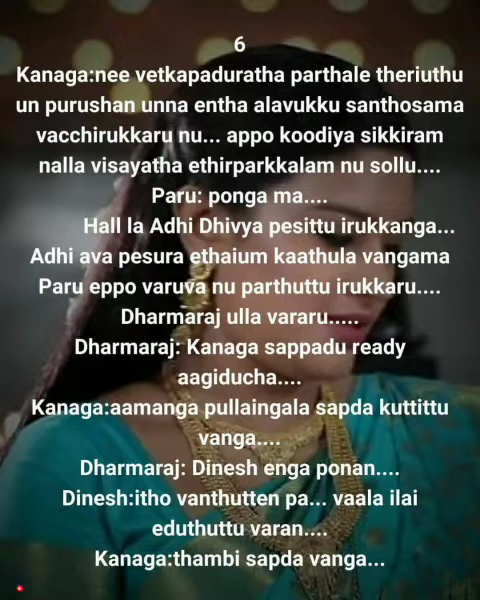 6
Kanaga:nee vetkapaduratha parthale theriuthu
un purushan unna entha alavukku santhosama
vacchirukkaru nu... appo koodiya sikkiram
nalla visayatha ethirparkkalam nu sollu....
Paru: ponga ma....
Hall la Adhi Dhivya pesittu irukkanga...
Adhi ava pesura ethaium kaathula vangama
Paru eppo varuva nu parthuttu irukkaru....
Dharmaraj ulla vararu.....
Dharmaraj: Kanaga sappadu ready
aagiducha....
Kanaga:aamanga pullaingala sapda kuttittu
vanga....
Dharmaraj: Dinesh enga ponan....
Dinesh:itho vanthutten pa... vaala ilai
eduthuttu varan....
Kanaga:thambi sapda vanga...